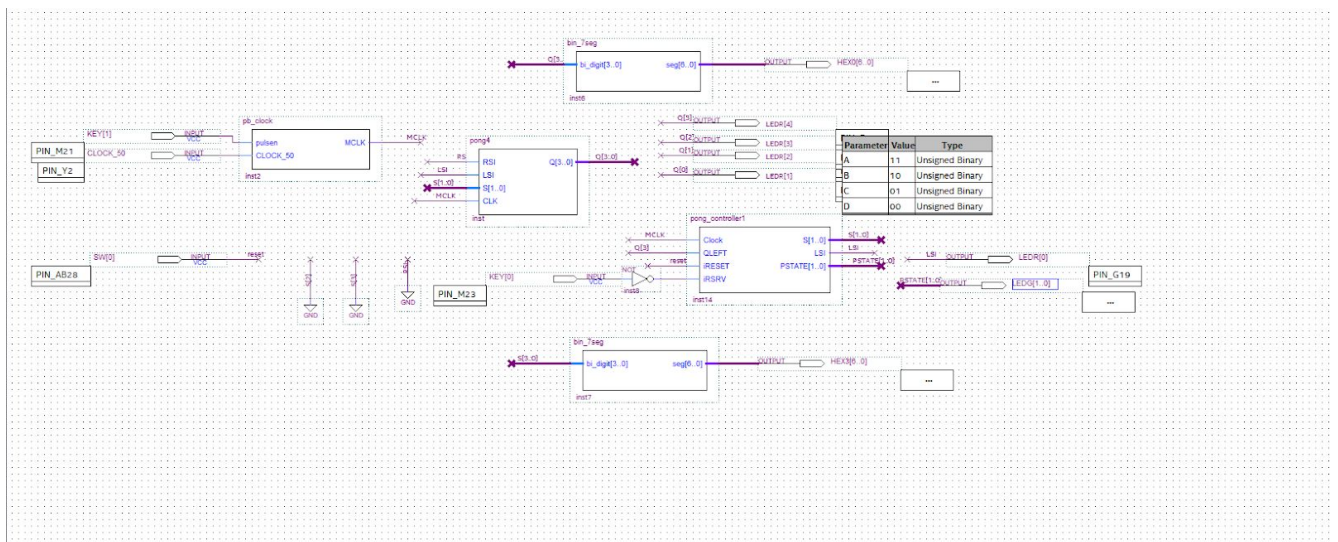 bin_7seg
Q[3..
bi_digit[3..0]
seg[6..0]
OUTPUT
HEX0[6..0]
...
inst6
pb_clock
KEY[1]
INPUT
VCC
pulsen
MCLK
MCLK
PIN_M21
CLOCK_50
INPUT
VCC
CLOCK_50
PIN_Y2
inst2
pong4
RSI
Q[3..0]
Q[3..0]
LSI
LSI
S[1..0]
S[1..0]
MCLK
CLK
inst
Q[3]
OUTPUT
LEDR[4]
Q[2]
OUTPUT
LEDR[3]
Q[1]
OUTPUT
LEDR[2]
Q[0]
OUTPUT
LEDR[1]
Parameter Value Type
A 11 Unsigned Binary
B 10 Unsigned Binary
C 01 Unsigned Binary
D 00 Unsigned Binary
pong_controller1
MCLK
Clock
S[1..0]
S[1..0]
Q[3]
QLEFT
LSI
LSI
reset
iRESET
PSTATE[1..0]
PSTATE[1..0]
iRSRV
inst14
SW[0]
INPUT
VCC
reset
PIN_AB28
GND
GND
GND
KEY[0]
INPUT
VCC
NOT
inst8
PIN_M23
LSI
OUTPUT
LEDR[0]
PIN_G19
PSTATE[1..0]
OUTPUT
LEDG[1..0]
...
bin_7seg
S[3..0]
bi_digit[3..0]
seg[6..0]
OUTPUT
HEX3[6..0]
...
inst7